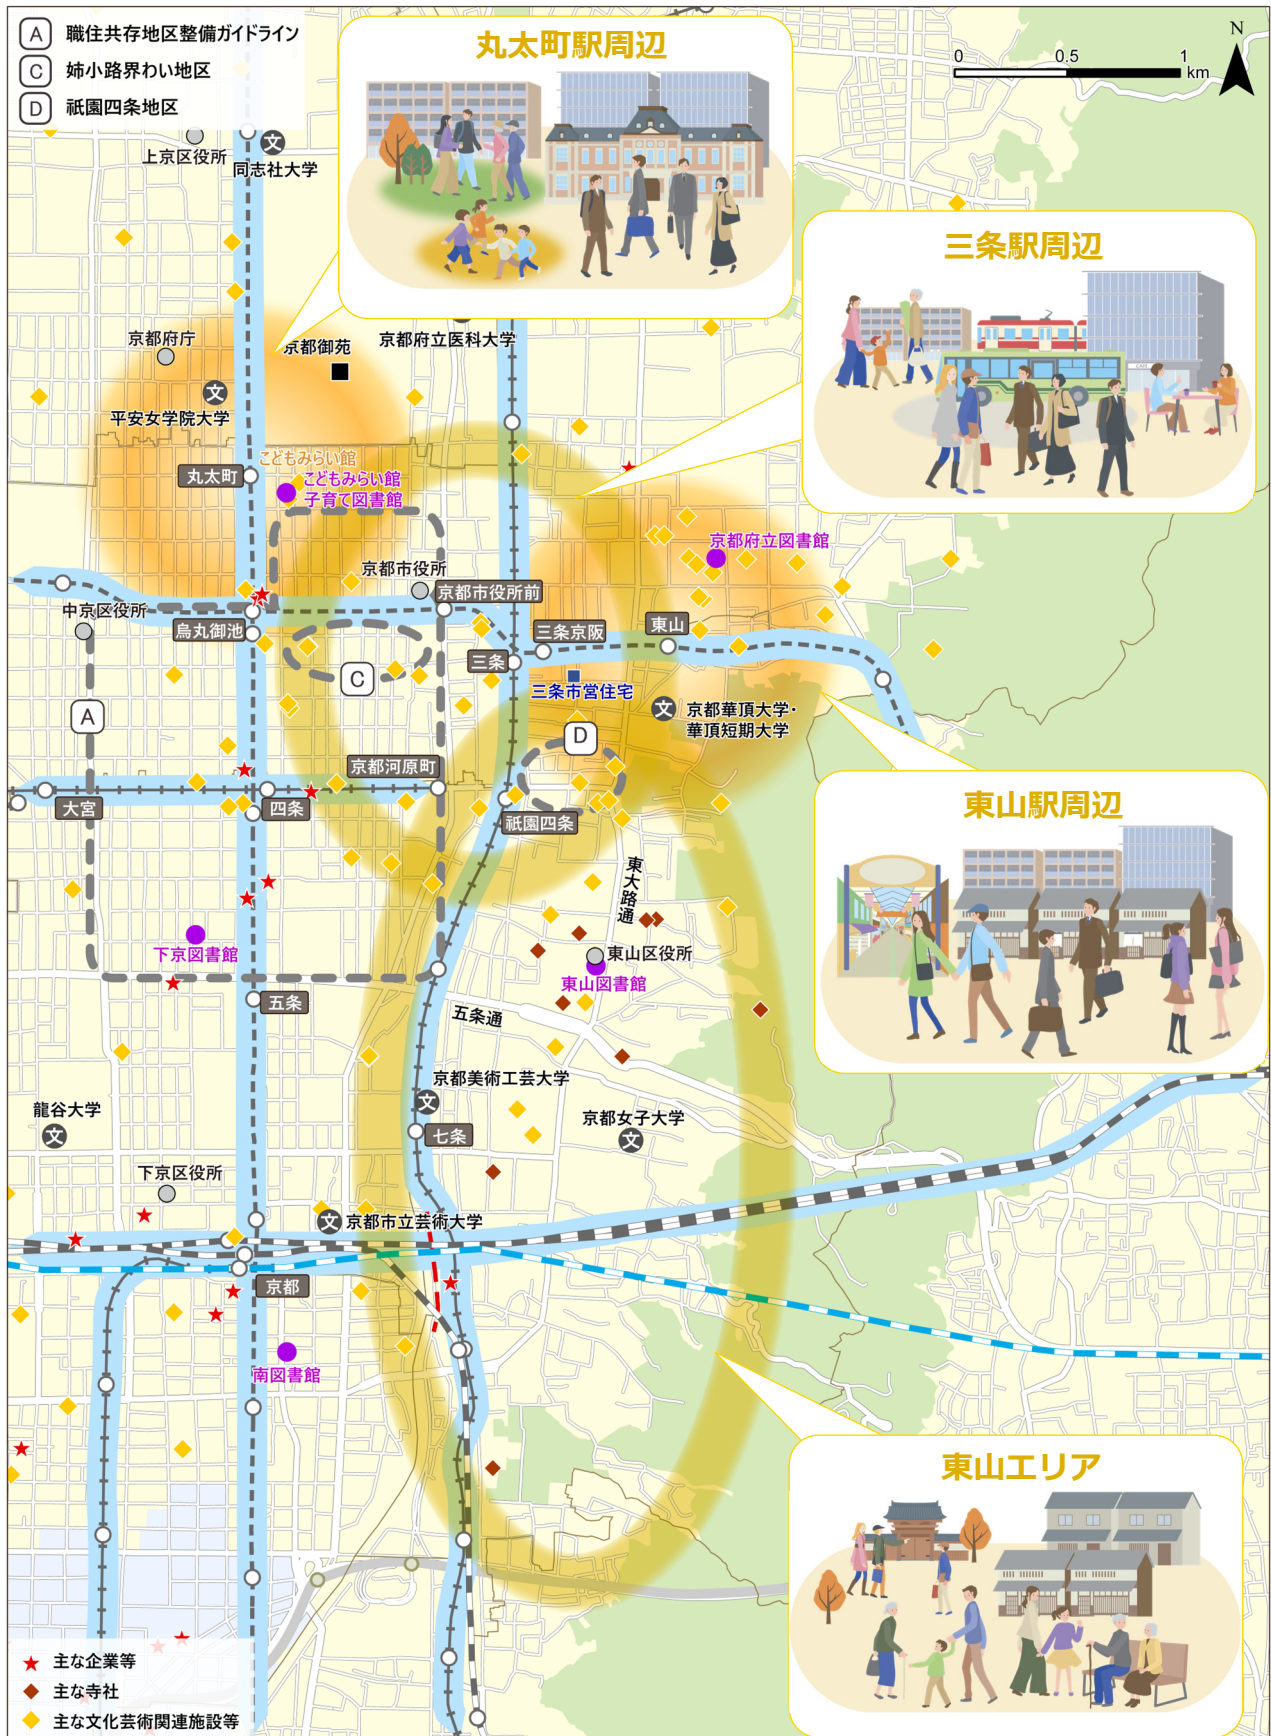 A 職住共存地区整備ガイドライン
C 姉小路界わい地区
D 祇園四条地区
丸太町駅周辺
N
0 0.5 1
km
上京区役所
同志社大学
三条駅周辺
CAFE
京都府庁
京都御苑
京都府立医科大学
平安女学院大学
こどもみらい館
丸太町
こどもみらい館
子育て図書館
京都府立図書館
京都市役所
京都市役所前
中京区役所
烏丸御池
三条京阪
東山
三条
C
三条市営住宅
A
京都華頂大学・
華頂短期大学
D
京都河原町
大宮
四条
祇園四条
東山駅周辺
東大路通
下京図書館
東山区役所
東山図書館
五条
五条通
京都美術工芸大学
龍谷大学
文
京都女子大学
文
七条
下京区役所
文
京都市立芸術大学
京都
南図書館
東山エリア
主な企業等
主な寺社
主な文化芸術関連施設等